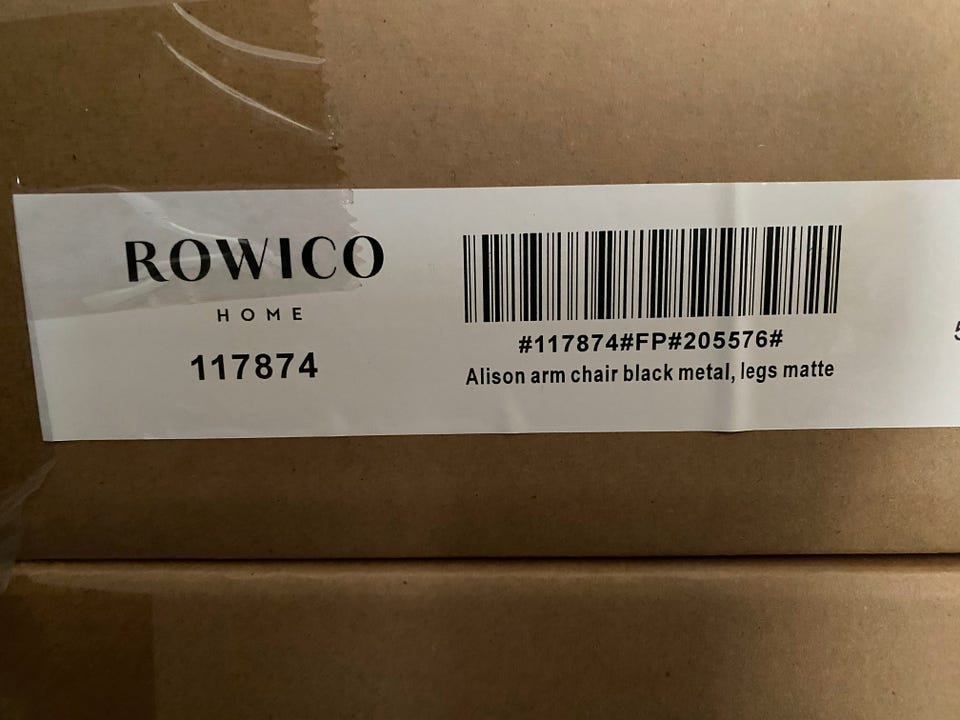 ROWICO
HOME
117874
#117874#FP#205576#
Alison arm chair black metal, legs matte